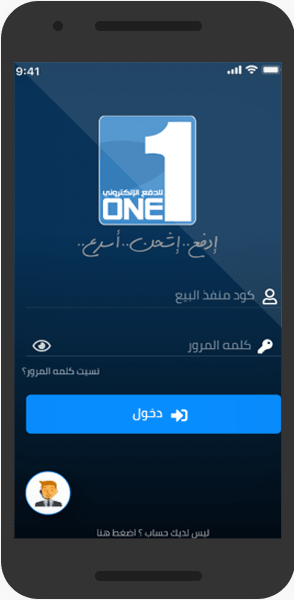 9:41
1
للدفع الإلكتروني
ONE
إدفع..إشحن..أسرع..
كود منفذ البيع
كلمه المرور
نسيت كلمه المرور؟
دخول
ليس لديك حساب ؟ اضغط هنا